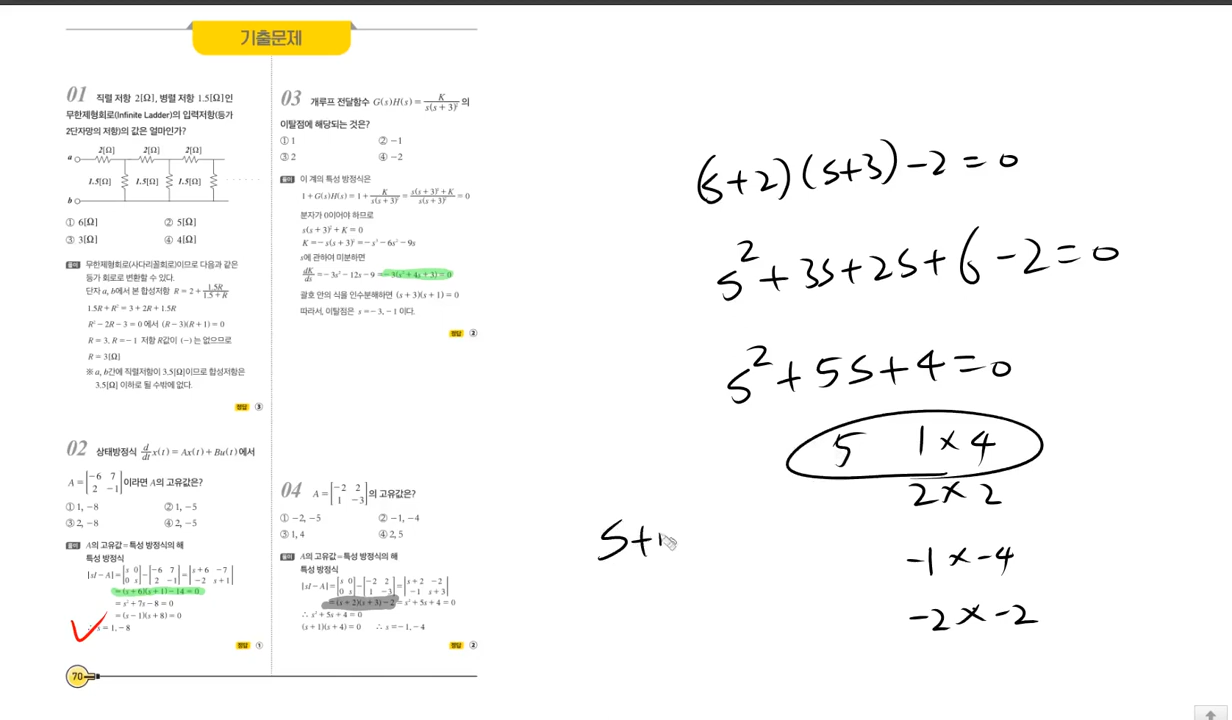 기출문제
01 직렬 저항 2[Ω], 병렬 저항 1.5[Ω]인
무한제형회로(Infinite Ladder)의 입력저항(등가
2단자망의 저항)의 값은 얼마인가?
2[Ω] 2[Ω] 2[Ω]
a
1.5[Ω] 1.5[Ω] 1.5[Ω]
b
① 6[Ω] ② 5[Ω]
③ 3[Ω] ④ 4[Ω]
풀이 무한제형회로(사다리꼴회로)이므로 다음과 같은
등가 회로로 변환할 수 있다.
단자 a, b에서 본 합성저항 R = 2 + 1.5R / 1.5 + R
1.5R + R² = 3 + 2R + 1.5R
R² − 2R − 3 = 0 에서 (R − 3)(R + 1) = 0
R = 3, R = −1 저항 R값이 (−)는 없으므로
R = 3[Ω]
※ a, b간에 직렬저항이 3.5[Ω]이므로 합성저항은
3.5[Ω] 이하로 될 수밖에 없다.
정답 ③
02 상태방정식 d/dt x(t) = Ax(t) + Bu(t)에서
A = |−6 7| 이라면 A의 고유값은?
|2 −1|
① 1, −8 ② 1, −5
③ 2, −8 ④ 2, −5
풀이 A의 고유값 = 특성 방정식의 해
특성 방정식
|sI − A| = |s 0| − |−6 7| = |s+6 −7|
|0 s| |2 −1| |−2 s+1|
= (s+6)(s+1) − 14 = 0
= s² + 7s − 8 = 0
= (s−1)(s+8) = 0
∴ s = 1, −8
정답 ①
70
03 개루프 전달함수 G(s)H(s) = K / s(s+3)² 의
이탈점에 해당되는 것은?
① 1 ② −1
③ 2 ④ −2
풀이 이 계의 특성 방정식은
1 + G(s)H(s) = 1 + K / s(s+3)² = s(s+3)² + K / s(s+3)² = 0
분자가 0이어야 하므로
s(s+3)² + K = 0
K = −s(s+3)² = −s³ − 6s² − 9s
s에 관하여 미분하면
dK/ds = −3s² − 12s − 9 = −3(s² + 4s + 3) = 0
괄호 안의 식을 인수분해하면 (s+3)(s+1) = 0
따라서, 이탈점은 s = −3, −1 이다.
정답 ②
04 A = |−2 2| 의 고유값은?
|1 −3|
① −2, −5 ② −1, −4
③ 1, 4 ④ 2, 5
풀이 A의 고유값 = 특성 방정식의 해
특성 방정식
|sI − A| = |s 0| − |−2 2| = |s+2 −2|
|0 s| |1 −3| |−1 s+3|
= (s+2)(s+3) − 2 = s² + 5s + 4 = 0
∴ s² + 5s + 4 = 0
(s+1)(s+4) = 0 ∴ s = −1, −4
정답 ②
(s+2)(s+3) −2 = 0
s² + 3s + 2s + 6 − 2 = 0
s² + 5s + 4 = 0
5 1 × 4
2 × 2
−1 × −4
−2 × −2
s+1